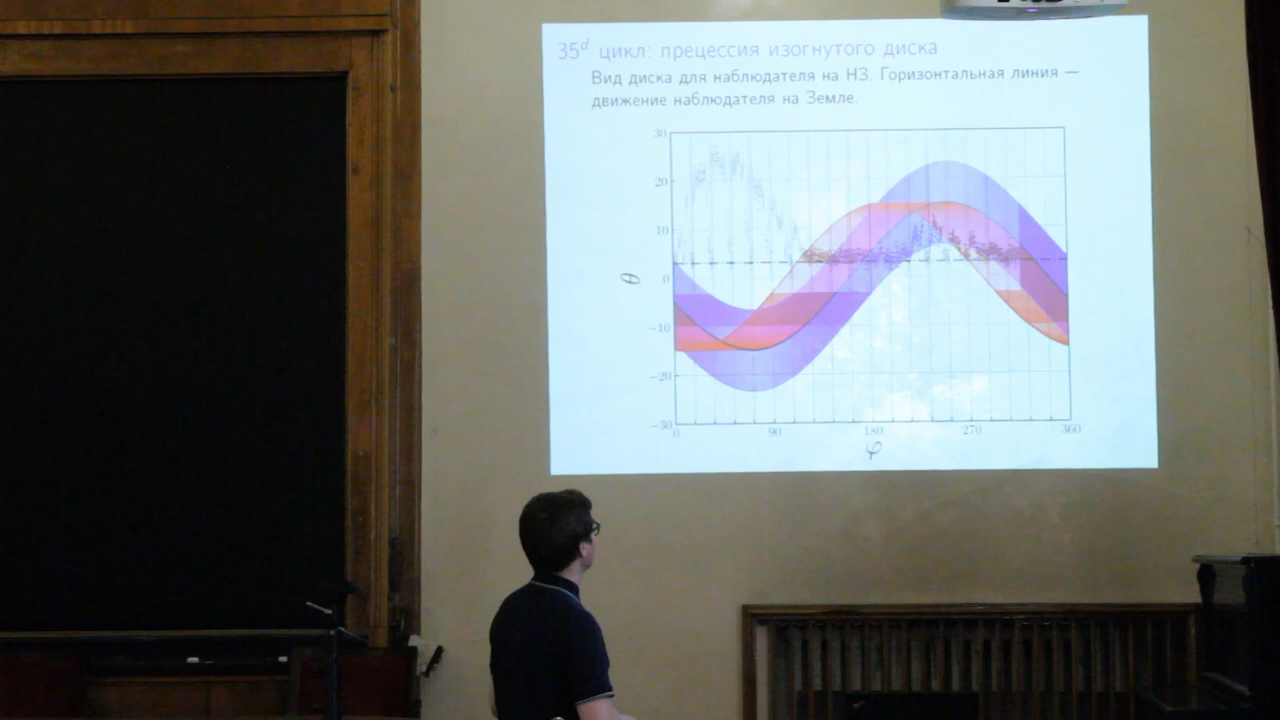 35ᵈ цикл: прецессия изогнутого диска
Вид диска для наблюдателя на НЗ. Горизонтальная линия —
движение наблюдателя на Земле.
30
20
10
0
−10
−20
−30
θ
0 90 180 270 360
φ